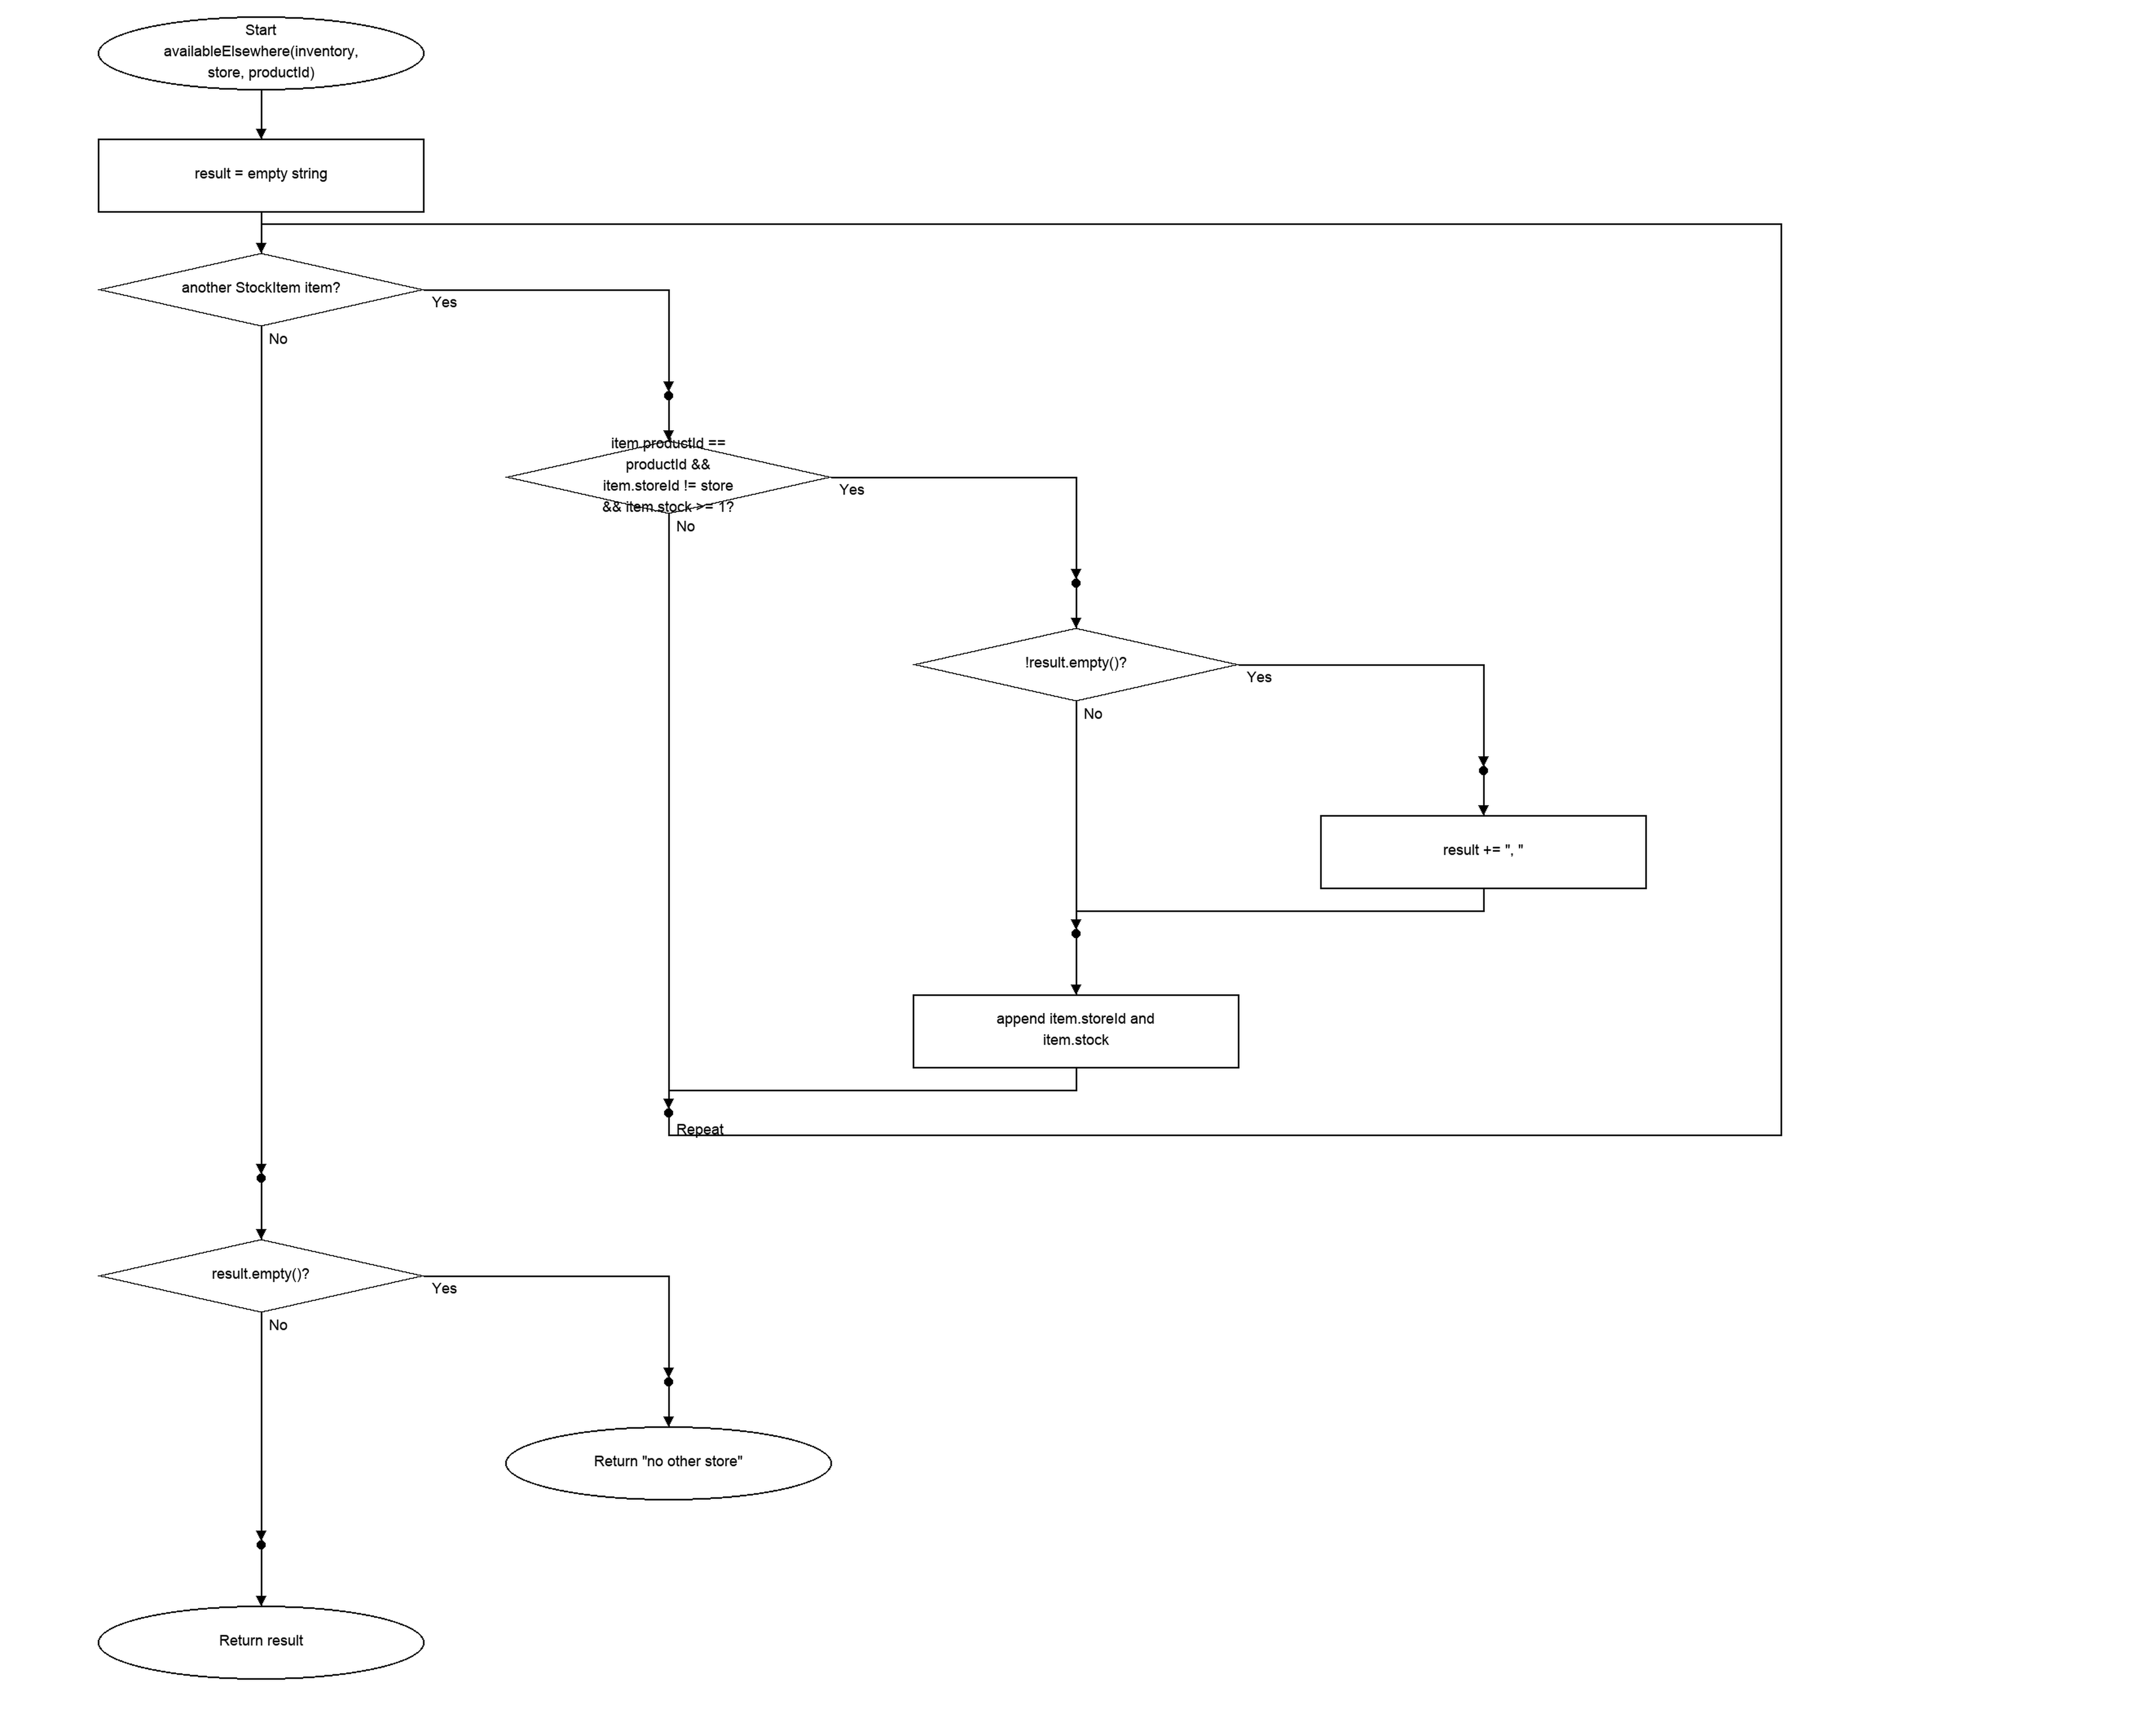 Start
availableElsewhere(inventory,
store, productId)
result = empty string
another StockItem item?
Yes
No
item.productId ==
productId &&
item.storeId != store
&& item.stock >= 1?
Yes
No
!result.empty()?
Yes
No
result += ", "
append item.storeId and
item.stock
Repeat
result.empty()?
Yes
No
Return "no other store"
Return result